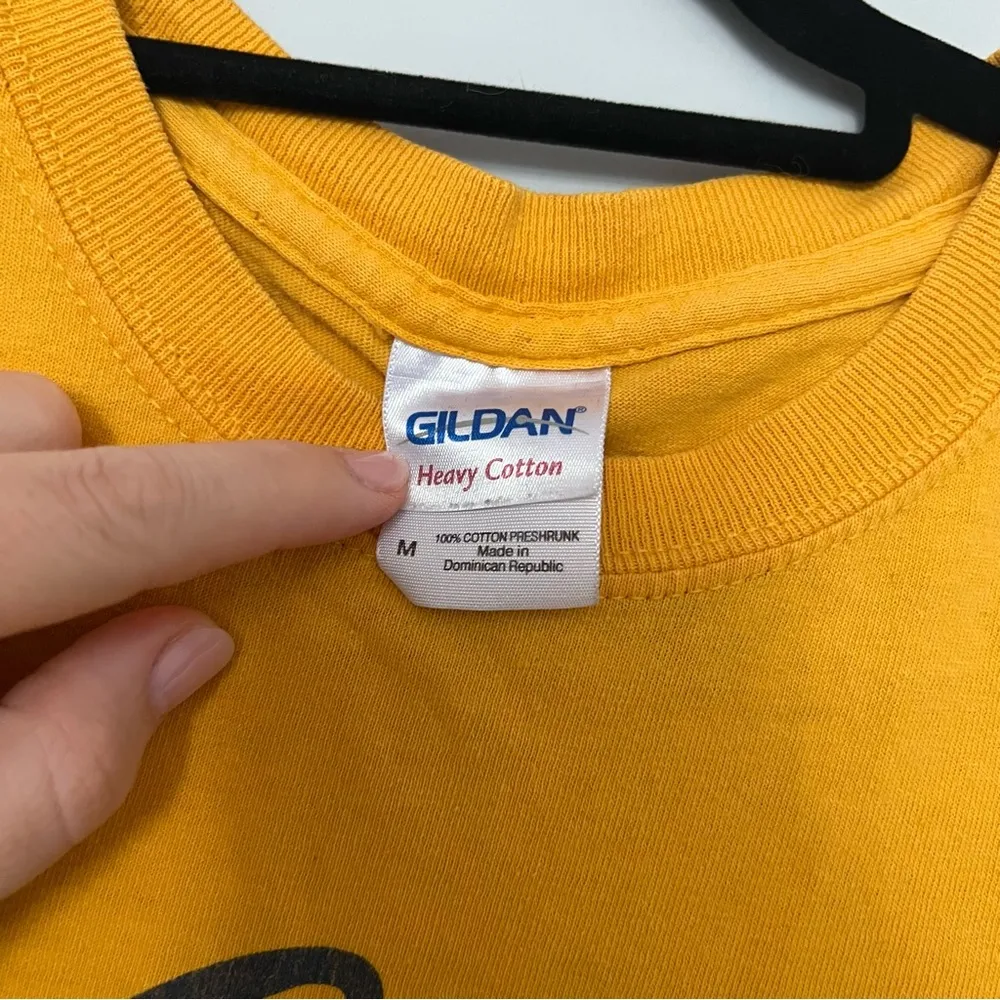 GILDAN®
Heavy Cotton
M
100% COTTON PRESHRUNK
Made in
Dominican Republic